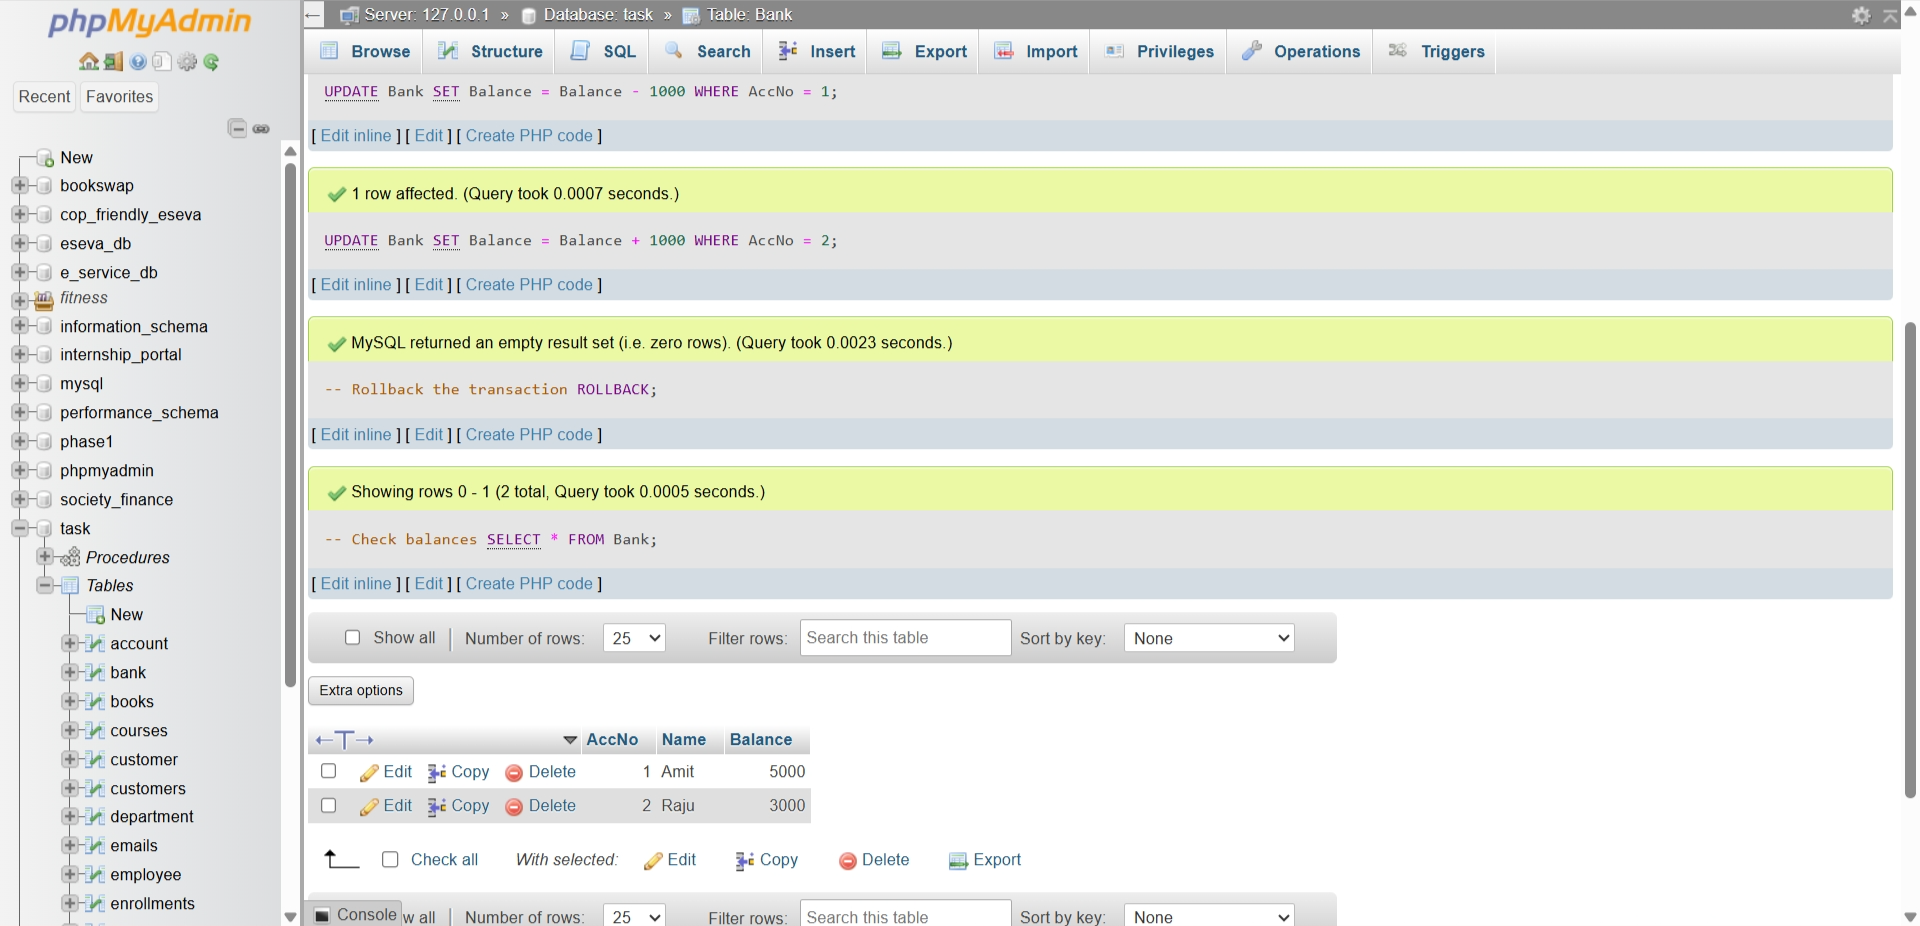 phpMyAdmin
Recent
Favorites
New
bookswap
cop_friendly_eseva
eseva_db
e_service_db
fitness
information_schema
internship_portal
mysql
performance_schema
phase1
phpmyadmin
society_finance
task
Procedures
Tables
New
account
bank
books
courses
customer
customers
department
emails
employee
enrollments
Server: 127.0.0.1 » Database: task » Table: Bank
Browse Structure SQL Search Insert Export Import Privileges Operations Triggers
UPDATE Bank SET Balance = Balance - 1000 WHERE AccNo = 1;
[ Edit inline ] [ Edit ] [ Create PHP code ]
1 row affected. (Query took 0.0007 seconds.)
UPDATE Bank SET Balance = Balance + 1000 WHERE AccNo = 2;
[ Edit inline ] [ Edit ] [ Create PHP code ]
MySQL returned an empty result set (i.e. zero rows). (Query took 0.0023 seconds.)
-- Rollback the transaction ROLLBACK;
[ Edit inline ] [ Edit ] [ Create PHP code ]
Showing rows 0 - 1 (2 total, Query took 0.0005 seconds.)
-- Check balances SELECT * FROM Bank;
[ Edit inline ] [ Edit ] [ Create PHP code ]
Show all | Number of rows: 25 Filter rows: Search this table Sort by key: None
Extra options
←T→ AccNo Name Balance
Edit Copy Delete 1 Amit 5000
Edit Copy Delete 2 Raju 3000
Check all With selected: Edit Copy Delete Export
Console w all | Number of rows: 25 Filter rows: Search this table Sort by key: None